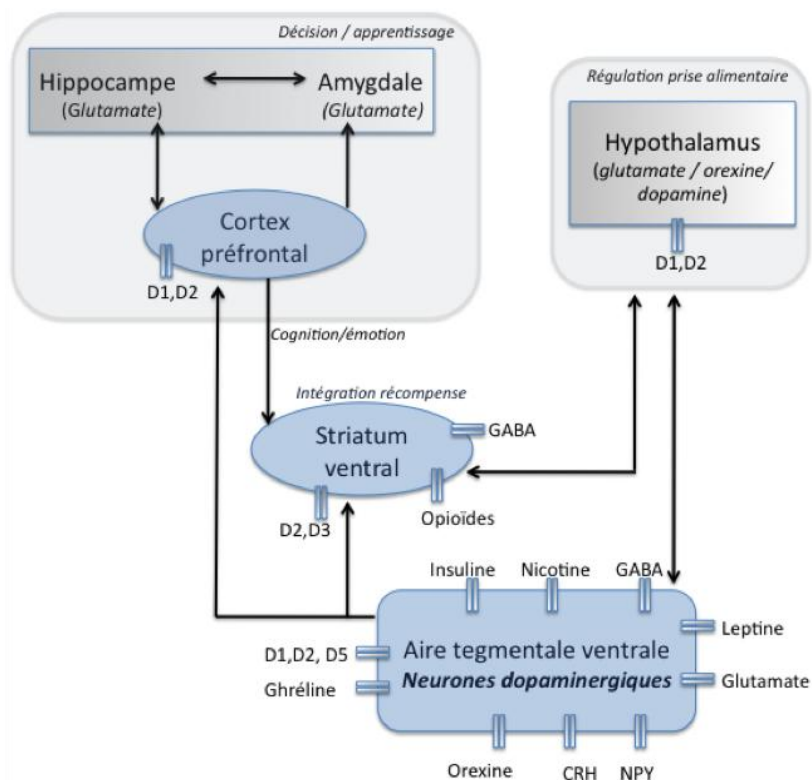 Décision / apprentissage
Hippocampe
(Glutamate)
Amygdale
(Glutamate)
Cortex
préfrontal
D1,D2
Cognition/émotion
Régulation prise alimentaire
Hypothalamus
(glutamate / orexine/
dopamine)
D1,D2
Intégration récompense
Striatum
ventral
GABA
D2,D3
Opioïdes
Insuline
Nicotine
GABA
Leptine
D1,D2, D5
Aire tegmentale ventrale
Neurones dopaminergiques
Ghréline
Glutamate
Orexine
CRH
NPY